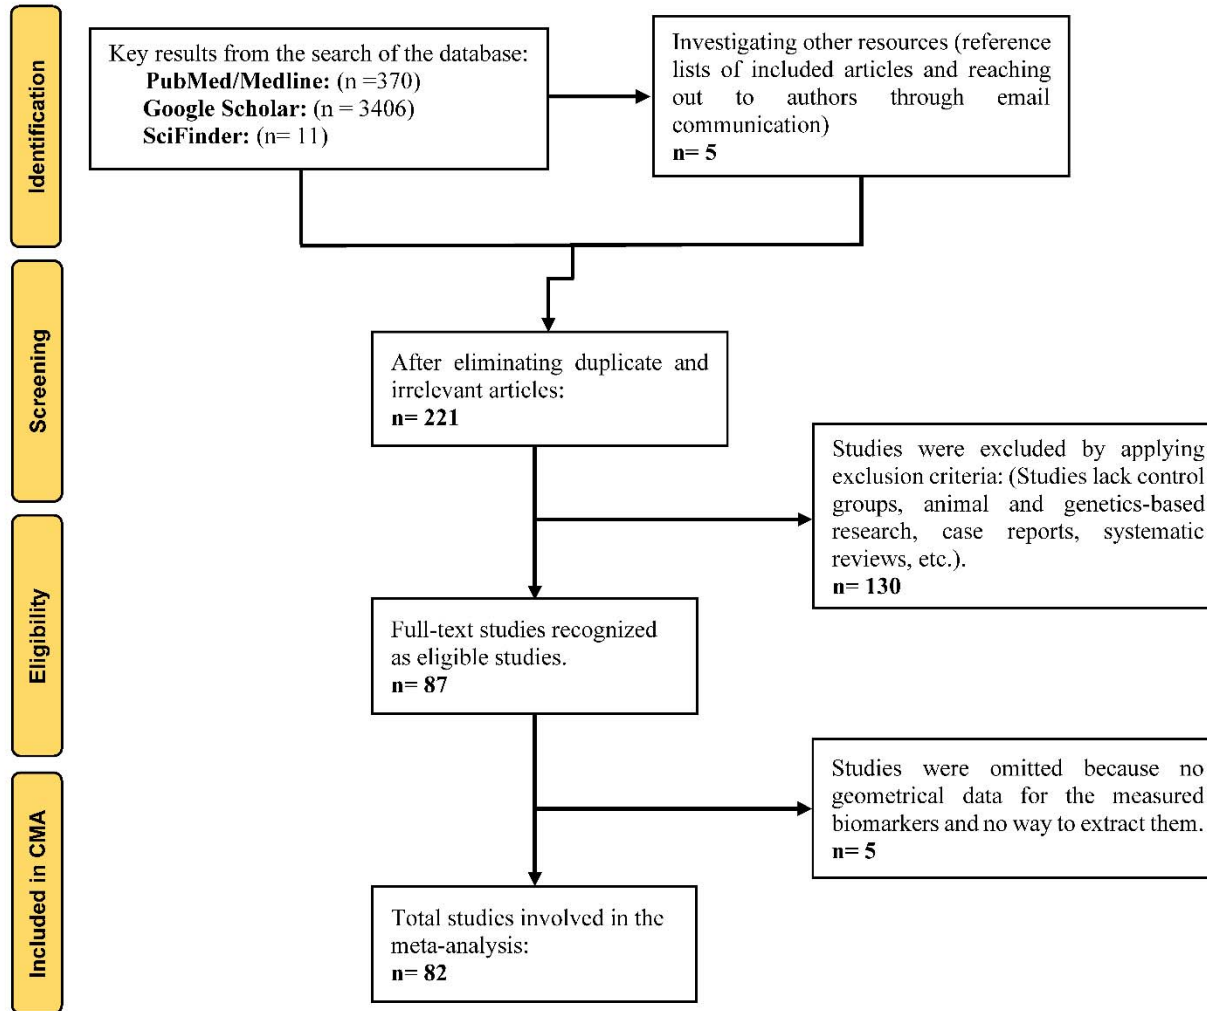 Identification
Key results from the search of the database:
PubMed/Medline: (n =370)
Google Scholar: (n = 3406)
SciFinder: (n= 11)
Investigating other resources (reference
lists of included articles and reaching
out to authors through email
communication)
n= 5
Screening
After eliminating duplicate and
irrelevant articles:
n= 221
Studies were excluded by applying
exclusion criteria: (Studies lack control
groups, animal and genetics-based
research, case reports, systematic
reviews, etc.).
n= 130
Eligibility
Full-text studies recognized
as eligible studies.
n= 87
Studies were omitted because no
geometrical data for the measured
biomarkers and no way to extract them.
n= 5
Included in CMA
Total studies involved in the
meta-analysis:
n= 82